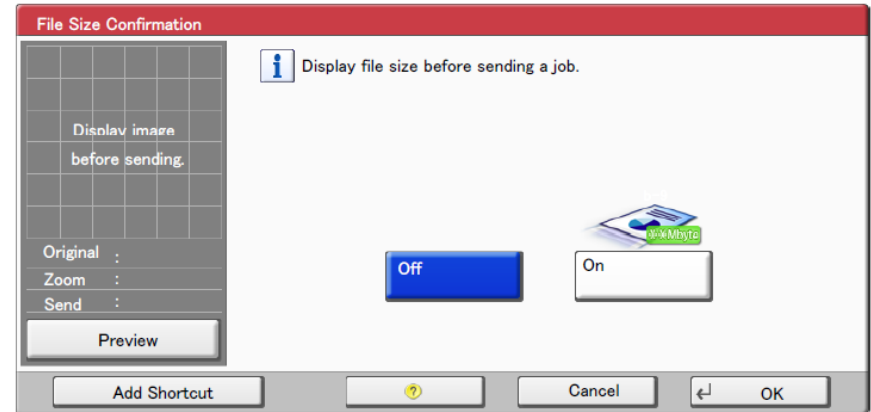 File Size Confirmation
Display file size before sending a job.
Display image
before sending.
Original :
Zoom :
Send :
Preview
Off
On
Mbyte
Add Shortcut
?
Cancel
OK